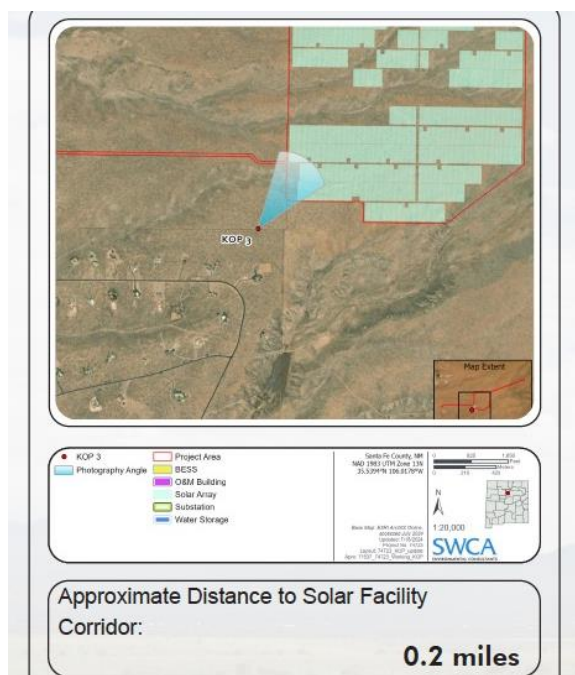 KOP 3
Map Extent
KOP 3
Photography Angle
Project Area
BESS
O&M Building
Solar Array
Substation
Water Storage
Santa Fe County, NM
NAD 1983 UTM Zone 13N
N
1:20,000
SWCA
ENVIRONMENTAL CONSULTANTS
Approximate Distance to Solar Facility
Corridor:
0.2 miles